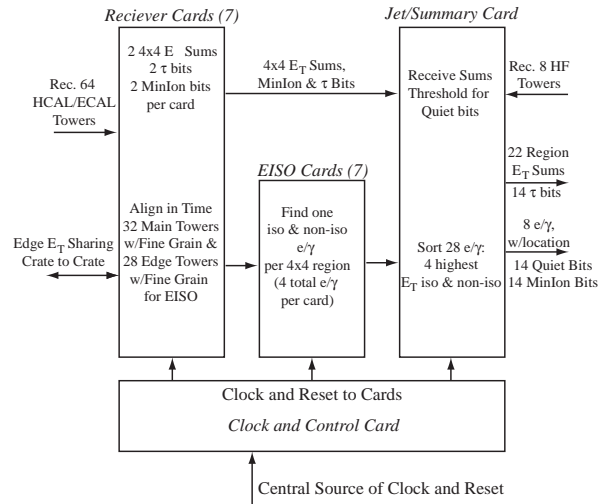 Reciever Cards (7)
Jet/Summary Card
2 4x4 E Sums
2 τ bits
2 MinIon bits
per card
Rec. 64
HCAL/ECAL
Towers
4x4 E_T Sums,
MinIon & τ Bits
Receive Sums
Threshold for
Quiet bits
Rec. 8 HF
Towers
22 Region
E_T Sums
14 τ bits
EISO Cards (7)
Align in Time
32 Main Towers
w/Fine Grain &
28 Edge Towers
w/Fine Grain
for EISO
Edge E_T Sharing
Crate to Crate
Find one
iso & non-iso
e/γ
per 4x4 region
(4 total e/γ
per card)
Sort 28 e/γ:
4 highest
E_T iso & non-iso
8 e/γ,
w/location
14 Quiet Bits
14 MinIon Bits
Clock and Reset to Cards
Clock and Control Card
Central Source of Clock and Reset